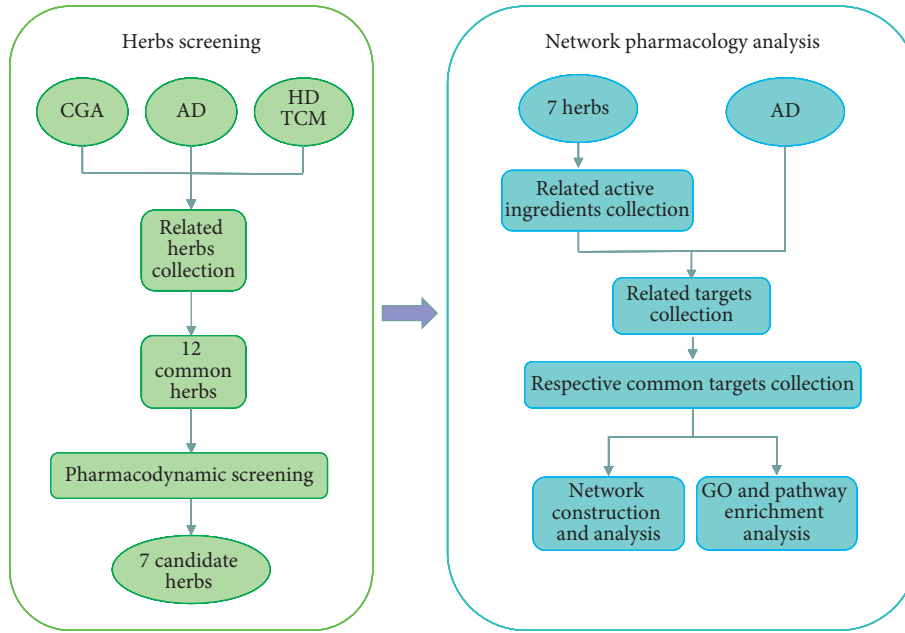 Herbs screening
CGA
AD
HD
TCM
Related
herbs
collection
12
common
herbs
Pharmacodynamic screening
7 candidate
herbs
Network pharmacology analysis
7 herbs
AD
Related active
ingredients collection
Related targets
collection
Respective common targets collection
Network
construction
and analysis
GO and pathway
enrichment
analysis